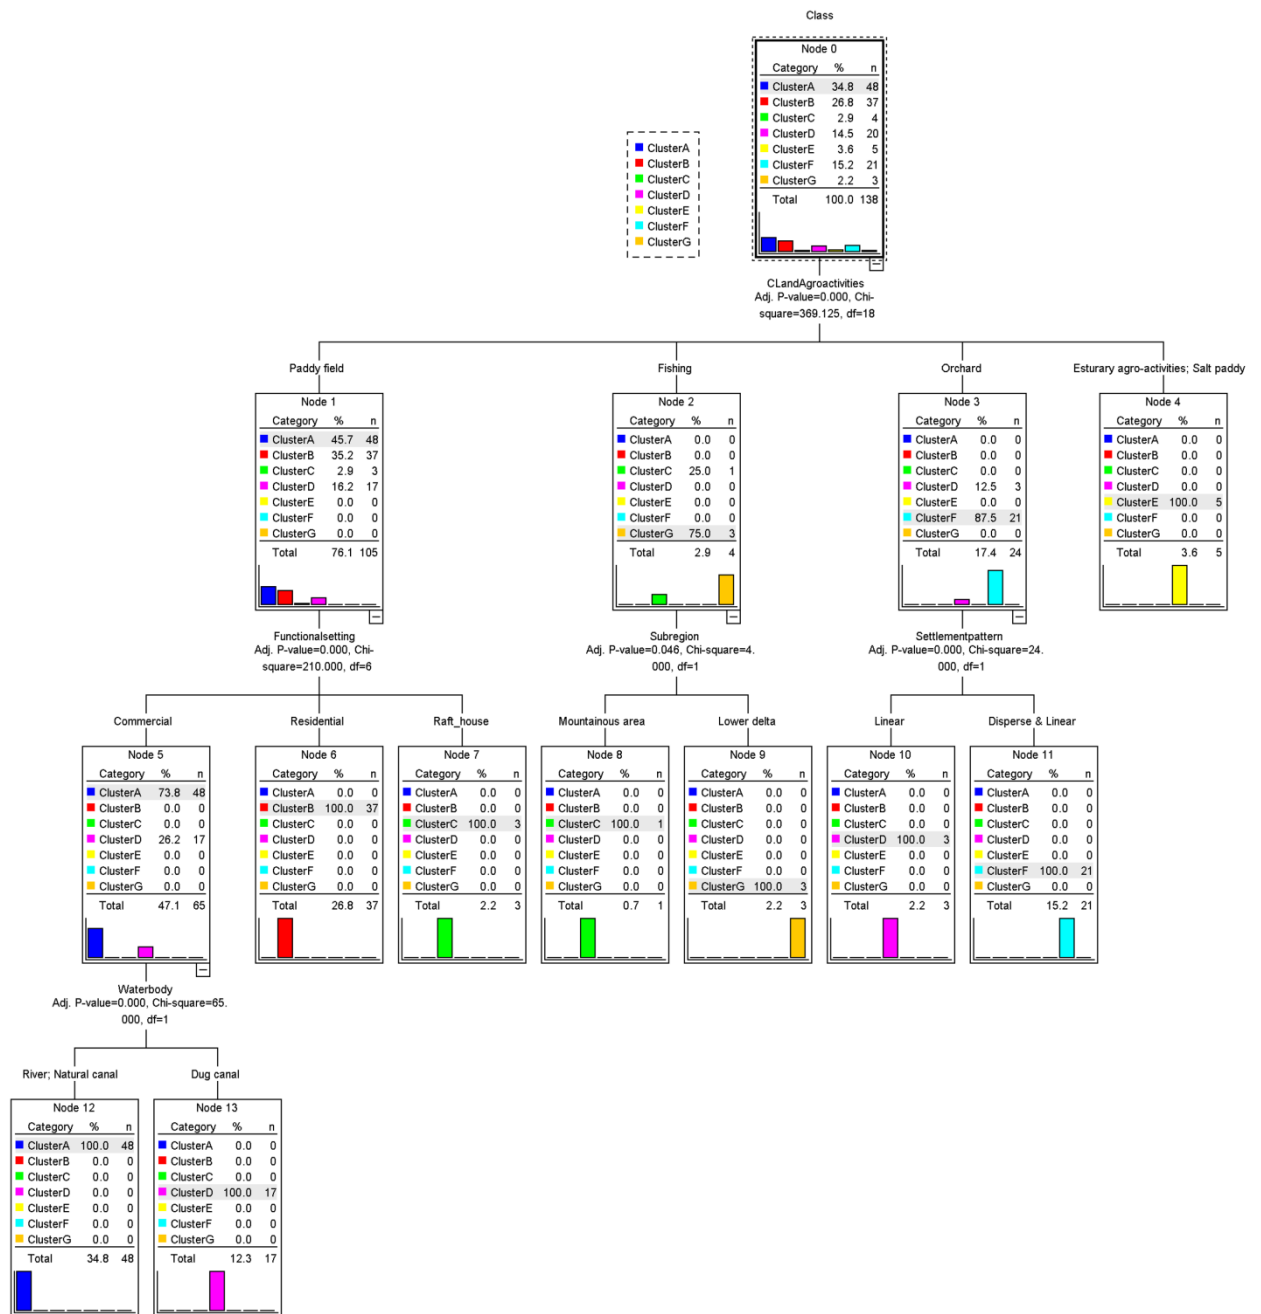 Class
Node 0
Category % n
ClusterA 34.8 48
ClusterB 26.8 37
ClusterC 2.9 4
ClusterD 14.5 20
ClusterE 3.6 5
ClusterF 15.2 21
ClusterG 2.2 3
Total 100.0 138
ClusterA
ClusterB
ClusterC
ClusterD
ClusterE
ClusterF
ClusterG
CLandAgroactivities
Adj. P-value=0.000, Chi-
square=369.125, df=18
Paddy field
Node 1
Category % n
ClusterA 45.7 48
ClusterB 35.2 37
ClusterC 2.9 3
ClusterD 16.2 17
ClusterE 0.0 0
ClusterF 0.0 0
ClusterG 0.0 0
Total 76.1 105
Functionalsetting
Adj. P-value=0.000, Chi-
square=210.000, df=6
Fishing
Node 2
Category % n
ClusterA 0.0 0
ClusterB 0.0 0
ClusterC 25.0 1
ClusterD 0.0 0
ClusterE 0.0 0
ClusterF 0.0 0
ClusterG 75.0 3
Total 2.9 4
Subregion
Adj. P-value=0.046, Chi-square=4.
000, df=1
Orchard
Node 3
Category % n
ClusterA 0.0 0
ClusterB 0.0 0
ClusterC 0.0 0
ClusterD 12.5 3
ClusterE 0.0 0
ClusterF 87.5 21
ClusterG 0.0 0
Total 17.4 24
Settlementpattern
Adj. P-value=0.000, Chi-square=24.
000, df=1
Esturary agro-activities; Salt paddy
Node 4
Category % n
ClusterA 0.0 0
ClusterB 0.0 0
ClusterC 0.0 0
ClusterD 0.0 0
ClusterE 100.0 5
ClusterF 0.0 0
ClusterG 0.0 0
Total 3.6 5
Commercial
Node 5
Category % n
ClusterA 73.8 48
ClusterB 0.0 0
ClusterC 0.0 0
ClusterD 26.2 17
ClusterE 0.0 0
ClusterF 0.0 0
ClusterG 0.0 0
Total 47.1 65
Waterbody
Adj. P-value=0.000, Chi-square=65.
000, df=1
Residential
Node 6
Category % n
ClusterA 0.0 0
ClusterB 100.0 37
ClusterC 0.0 0
ClusterD 0.0 0
ClusterE 0.0 0
ClusterF 0.0 0
ClusterG 0.0 0
Total 26.8 37
Raft_house
Node 7
Category % n
ClusterA 0.0 0
ClusterB 0.0 0
ClusterC 100.0 3
ClusterD 0.0 0
ClusterE 0.0 0
ClusterF 0.0 0
ClusterG 0.0 0
Total 2.2 3
Mountainous area
Node 8
Category % n
ClusterA 0.0 0
ClusterB 0.0 0
ClusterC 100.0 1
ClusterD 0.0 0
ClusterE 0.0 0
ClusterF 0.0 0
ClusterG 0.0 0
Total 0.7 1
Lower delta
Node 9
Category % n
ClusterA 0.0 0
ClusterB 0.0 0
ClusterC 0.0 0
ClusterD 0.0 0
ClusterE 0.0 0
ClusterF 0.0 0
ClusterG 100.0 3
Total 2.2 3
Linear
Node 10
Category % n
ClusterA 0.0 0
ClusterB 0.0 0
ClusterC 0.0 0
ClusterD 100.0 3
ClusterE 0.0 0
ClusterF 0.0 0
ClusterG 0.0 0
Total 2.2 3
Disperse & Linear
Node 11
Category % n
ClusterA 0.0 0
ClusterB 0.0 0
ClusterC 0.0 0
ClusterD 0.0 0
ClusterE 0.0 0
ClusterF 100.0 21
ClusterG 0.0 0
Total 15.2 21
River; Natural canal
Node 12
Category % n
ClusterA 100.0 48
ClusterB 0.0 0
ClusterC 0.0 0
ClusterD 0.0 0
ClusterE 0.0 0
ClusterF 0.0 0
ClusterG 0.0 0
Total 34.8 48
Dug canal
Node 13
Category % n
ClusterA 0.0 0
ClusterB 0.0 0
ClusterC 0.0 0
ClusterD 100.0 17
ClusterE 0.0 0
ClusterF 0.0 0
ClusterG 0.0 0
Total 12.3 17